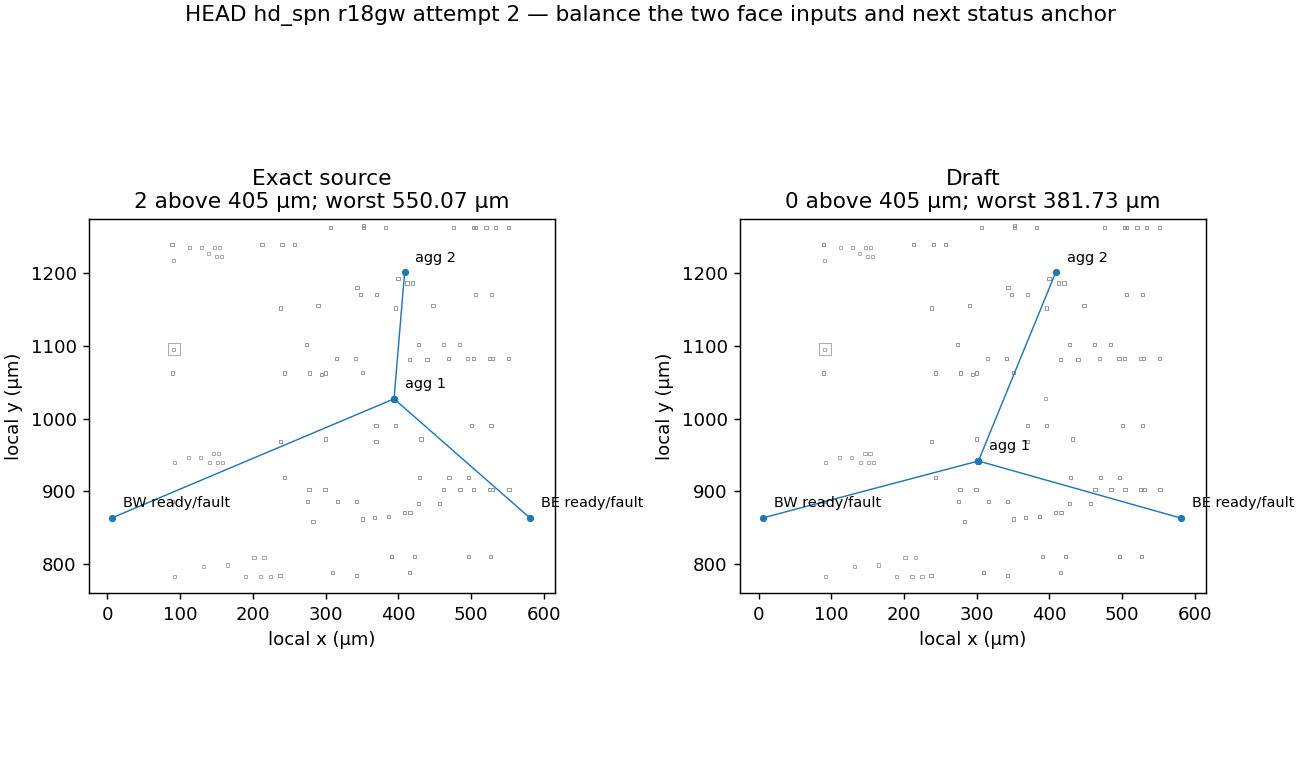 HEAD hd_spn r18gw attempt 2 — balance the two face inputs and next status anchor
Exact source
2 above 405 µm; worst 550.07 µm
1200
1100
1000
900
800
local y (µm)
agg 2
agg 1
BW ready/fault
BE ready/fault
0
100
200
300
400
500
600
local x (µm)
Draft
0 above 405 µm; worst 381.73 µm
1200
1100
1000
900
800
local y (µm)
agg 2
agg 1
BW ready/fault
BE ready/fault
0
100
200
300
400
500
600
local x (µm)